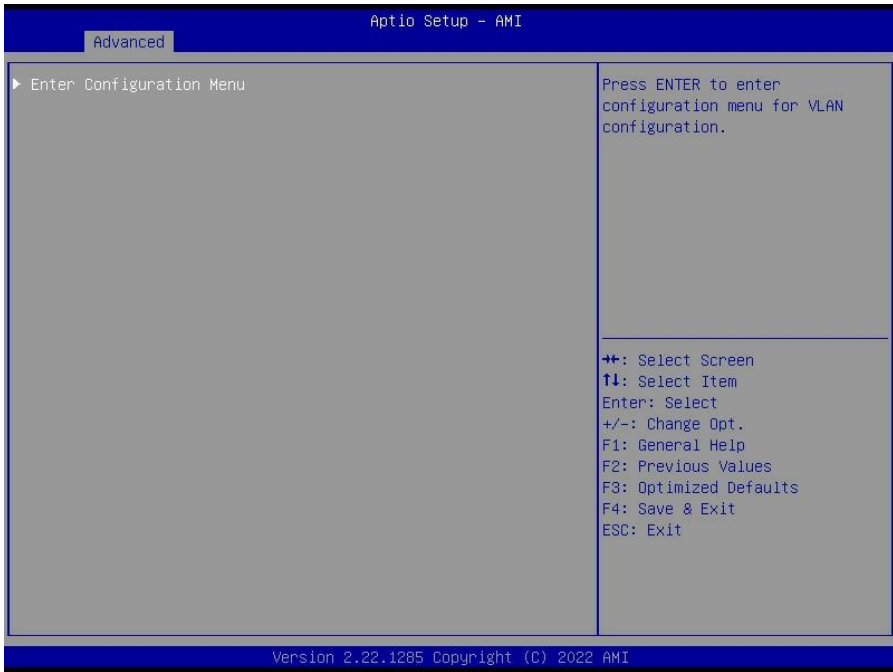 Aptio Setup – AMI
Advanced
▶ Enter Configuration Menu
Press ENTER to enter
configuration menu for VLAN
configuration.
→←: Select Screen
↑↓: Select Item
Enter: Select
+/-: Change Opt.
F1: General Help
F2: Previous Values
F3: Optimized Defaults
F4: Save & Exit
ESC: Exit
Version 2.22.1285 Copyright (C) 2022 AMI